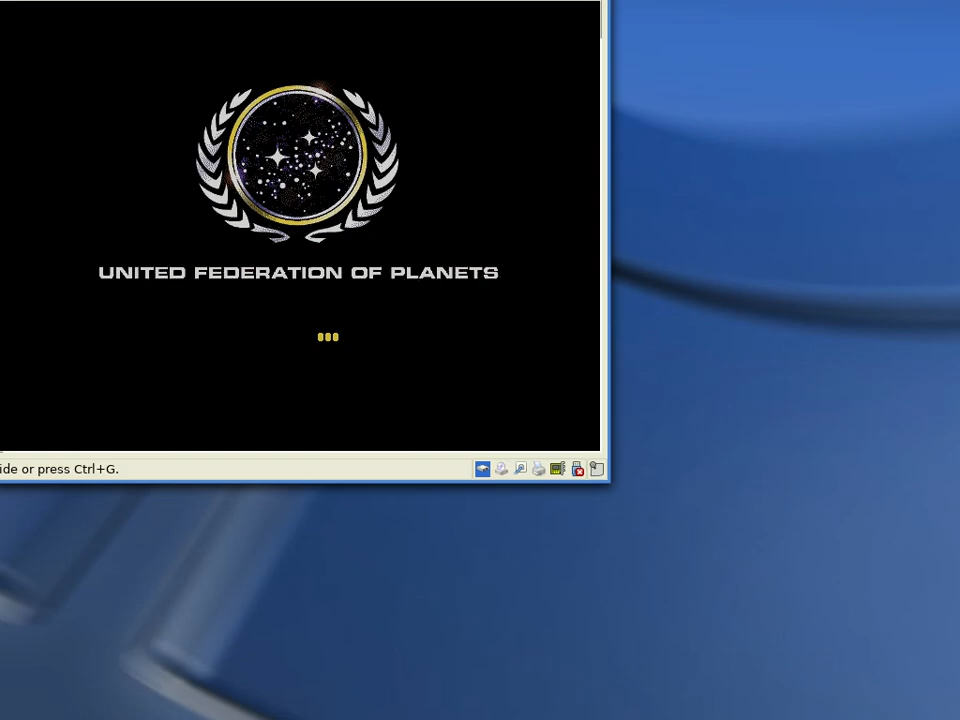 UNITED FEDERATION OF PLANETS
ide or press Ctrl+G.